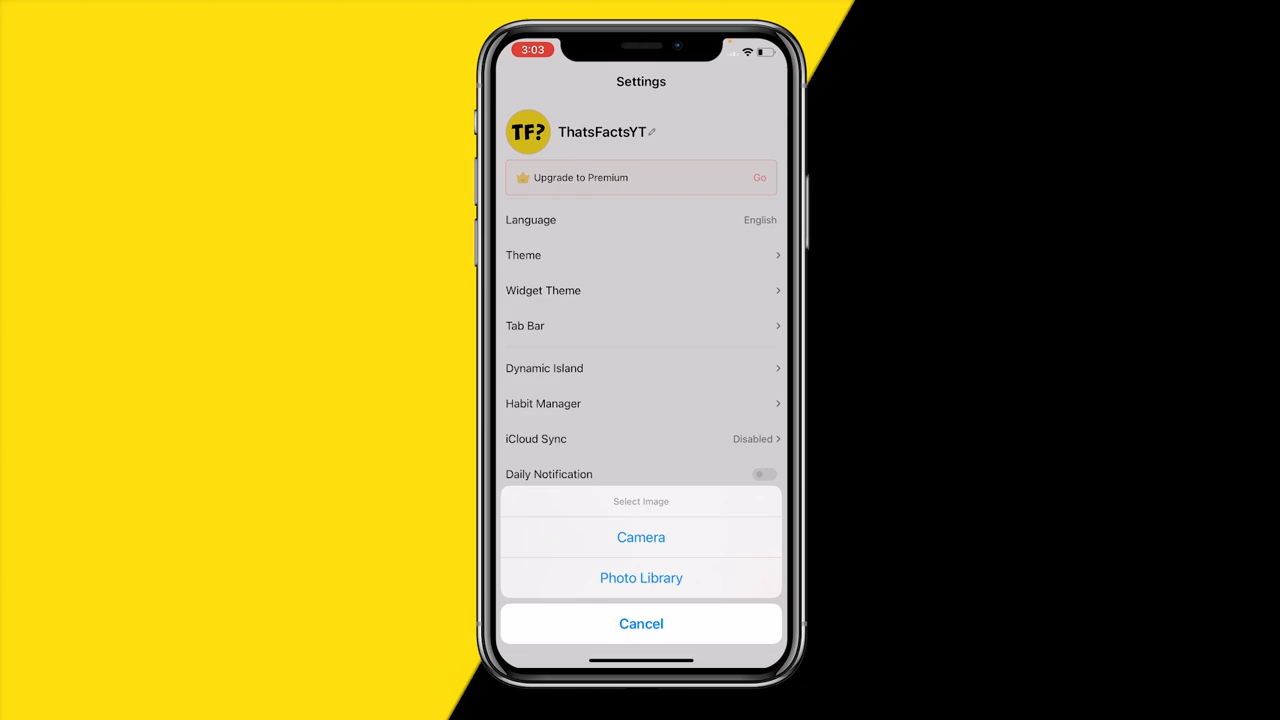 3:03
Settings
TF?
ThatsFactsYT
Upgrade to Premium Go
Language English
Theme
Widget Theme
Tab Bar
Dynamic Island
Habit Manager
iCloud Sync Disabled
Daily Notification
Select Image
Camera
Photo Library
Cancel